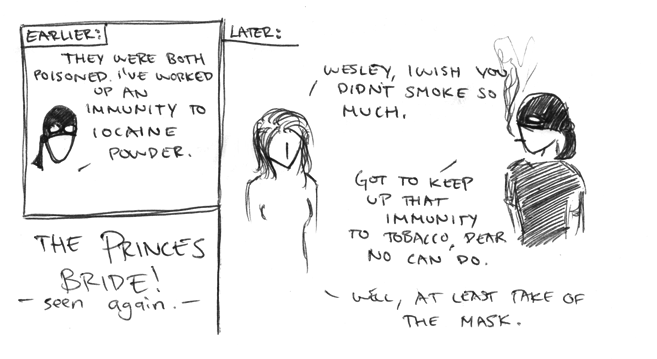 EARLIER:
THEY WERE BOTH
POISONED. I'VE WORKED
UP AN
IMMUNITY TO
IOCAINE
POWDER.
THE PRINCES
BRIDE!
- seen again. -
LATER:
WESLEY, I WISH YOU
DIDN'T SMOKE SO
MUCH.
GOT TO KEEP
UP THAT
IMMUNITY
TO TOBACCO, DEAR
NO CAN DO.
- WELL, AT LEAST TAKE OF
THE MASK.